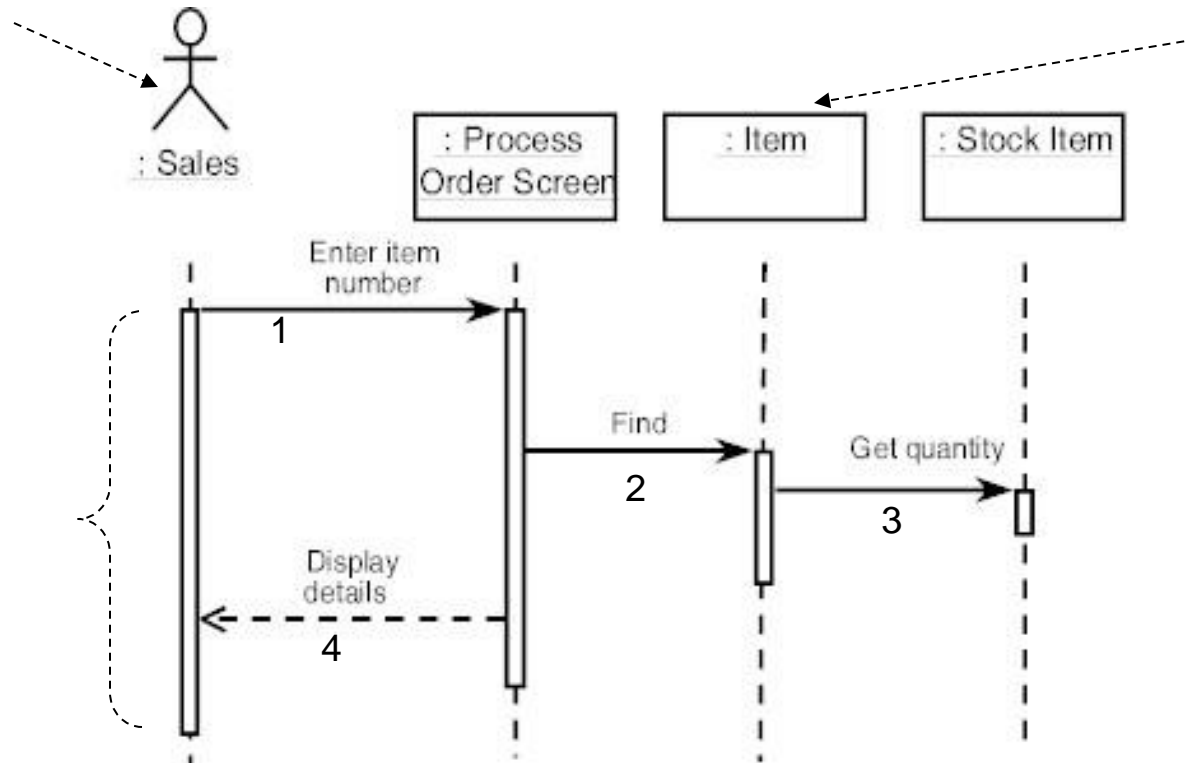 : Sales
: Process
Order Screen
: Item
: Stock Item
Enter item
number
1
Find
2
Get quantity
3
Display
details
4